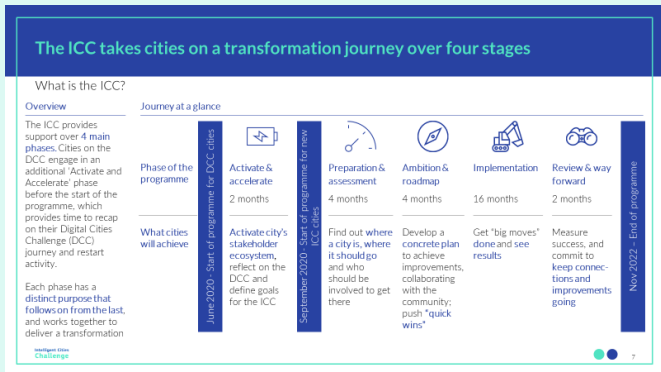 The ICC takes cities on a transformation journey over four stages
What is the ICC?
Overview
The ICC provides
support over 4 main
phases. Cities on the
DCC engage in an
additional ‘Activate and
Accelerate’ phase
before the start of the
programme, which
provides time to recap
on their Digital Cities
Challenge (DCC)
journey and restart
activity.
Each phase has a
distinct purpose that
follows on from the last,
and works together to
deliver a transformation
Journey at a glance
Phase of the
programme
What cities
will achieve
June 2020 - Start of programme for DCC cities
Activate &
accelerate
2 months
Activate city’s
stakeholder
ecosystem,
reflect on the
DCC and
define goals
for the ICC
September 2020 - Start of programme for new
ICC cities
Preparation &
assessment
4 months
Find out where
a city is, where
it should go
and who
should be
involved to get
there
Ambition &
roadmap
4 months
Develop a
concrete plan
to achieve
improvements,
collaborating
with the
community;
push “quick
wins”
Implementation
16 months
Get “big moves”
done and see
results
Review & way
forward
2 months
Measure
success, and
commit to
keep connec-
tions and
improvements
going
Nov 2022 – End of programme
Intelligent Cities
Challenge
7